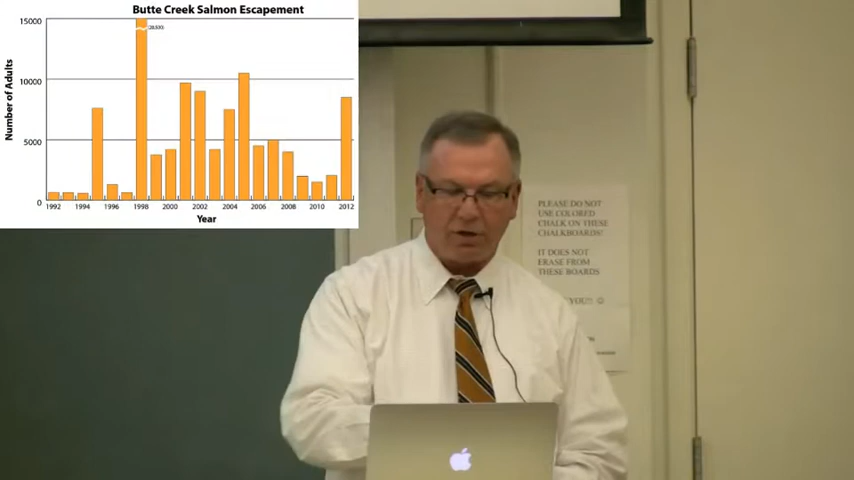 Butte Creek Salmon Escapement
15000
10000
5000
0
Number of Adults
1992 1994 1996 1998 2000 2002 2004 2006 2008 2010 2012
Year
PLEASE DO NOT
USE COLORED
CHALK ON THESE
CHALKBOARDS!
IT DOES NOT
ERASE FROM
THESE BOARDS
YOU!! ☺